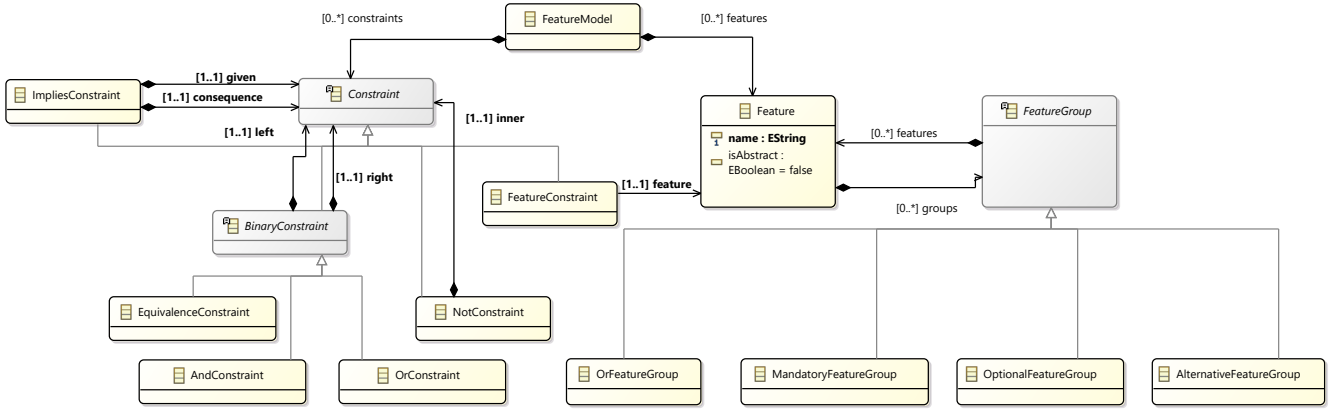 [0..*] constraints
FeatureModel
[0..*] features
ImpliesConstraint
[1..1] given
[1..1] consequence
Constraint
[1..1] left
[1..1] inner
[1..1] right
Feature
name : EString
isAbstract :
EBoolean = false
[0..*] features
FeatureGroup
FeatureConstraint
[1..1] feature
[0..*] groups
BinaryConstraint
EquivalenceConstraint
NotConstraint
AndConstraint
OrConstraint
OrFeatureGroup
MandatoryFeatureGroup
OptionalFeatureGroup
AlternativeFeatureGroup